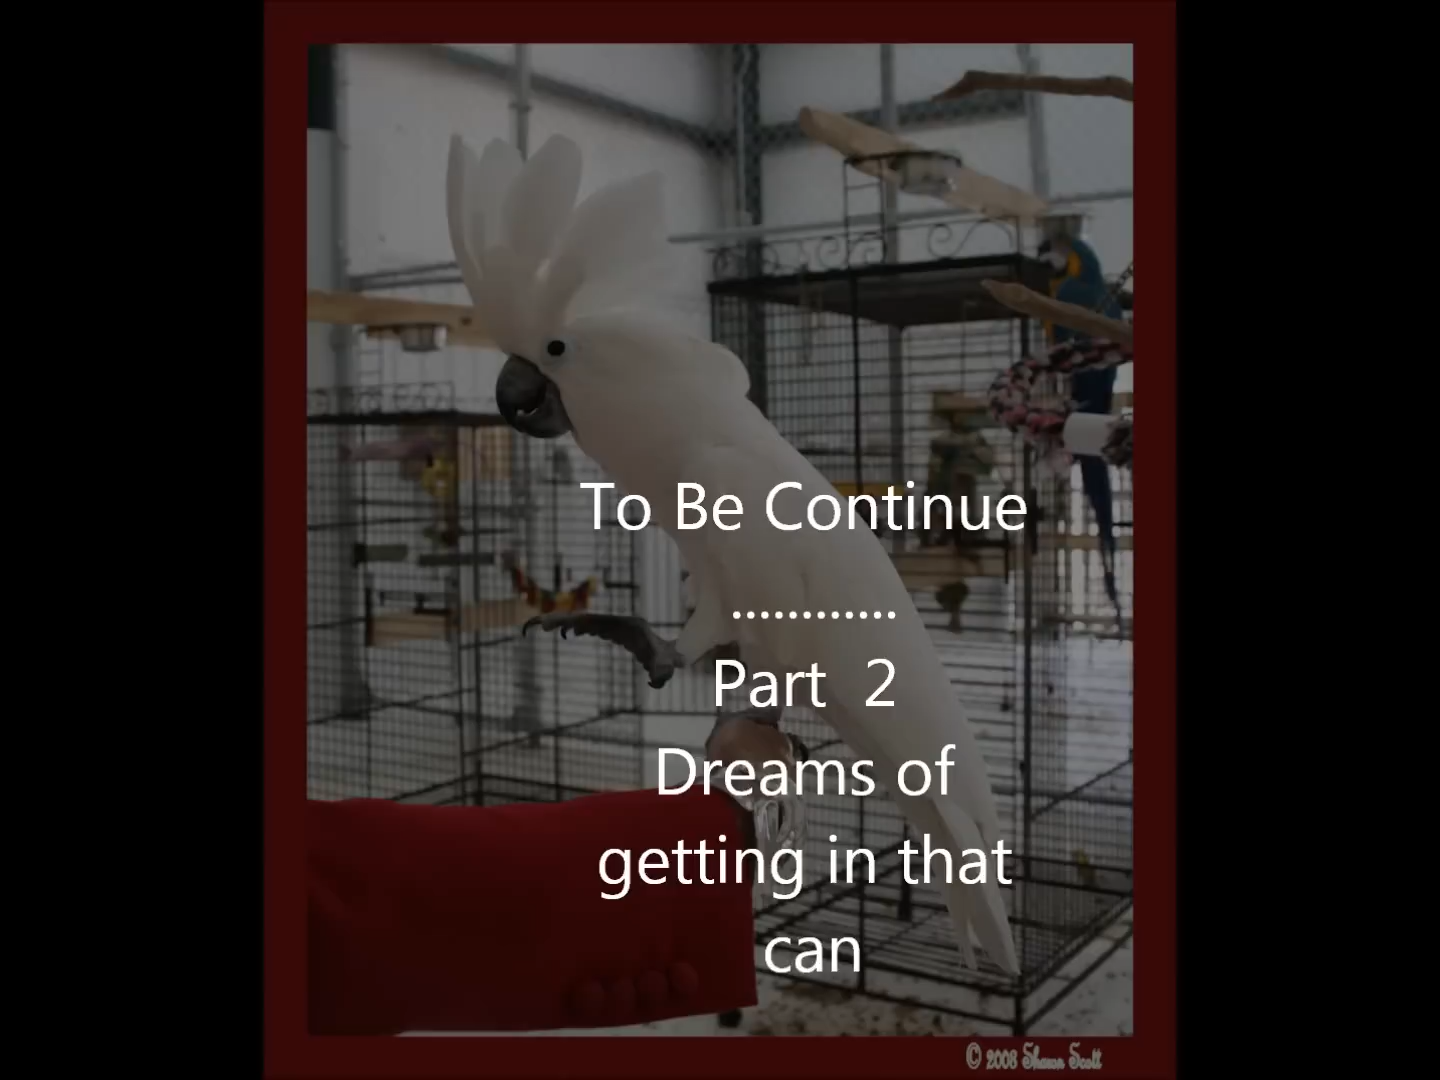 To Be Continue
............
Part 2
Dreams of
getting in that
can
© 2008 Shawn Scott